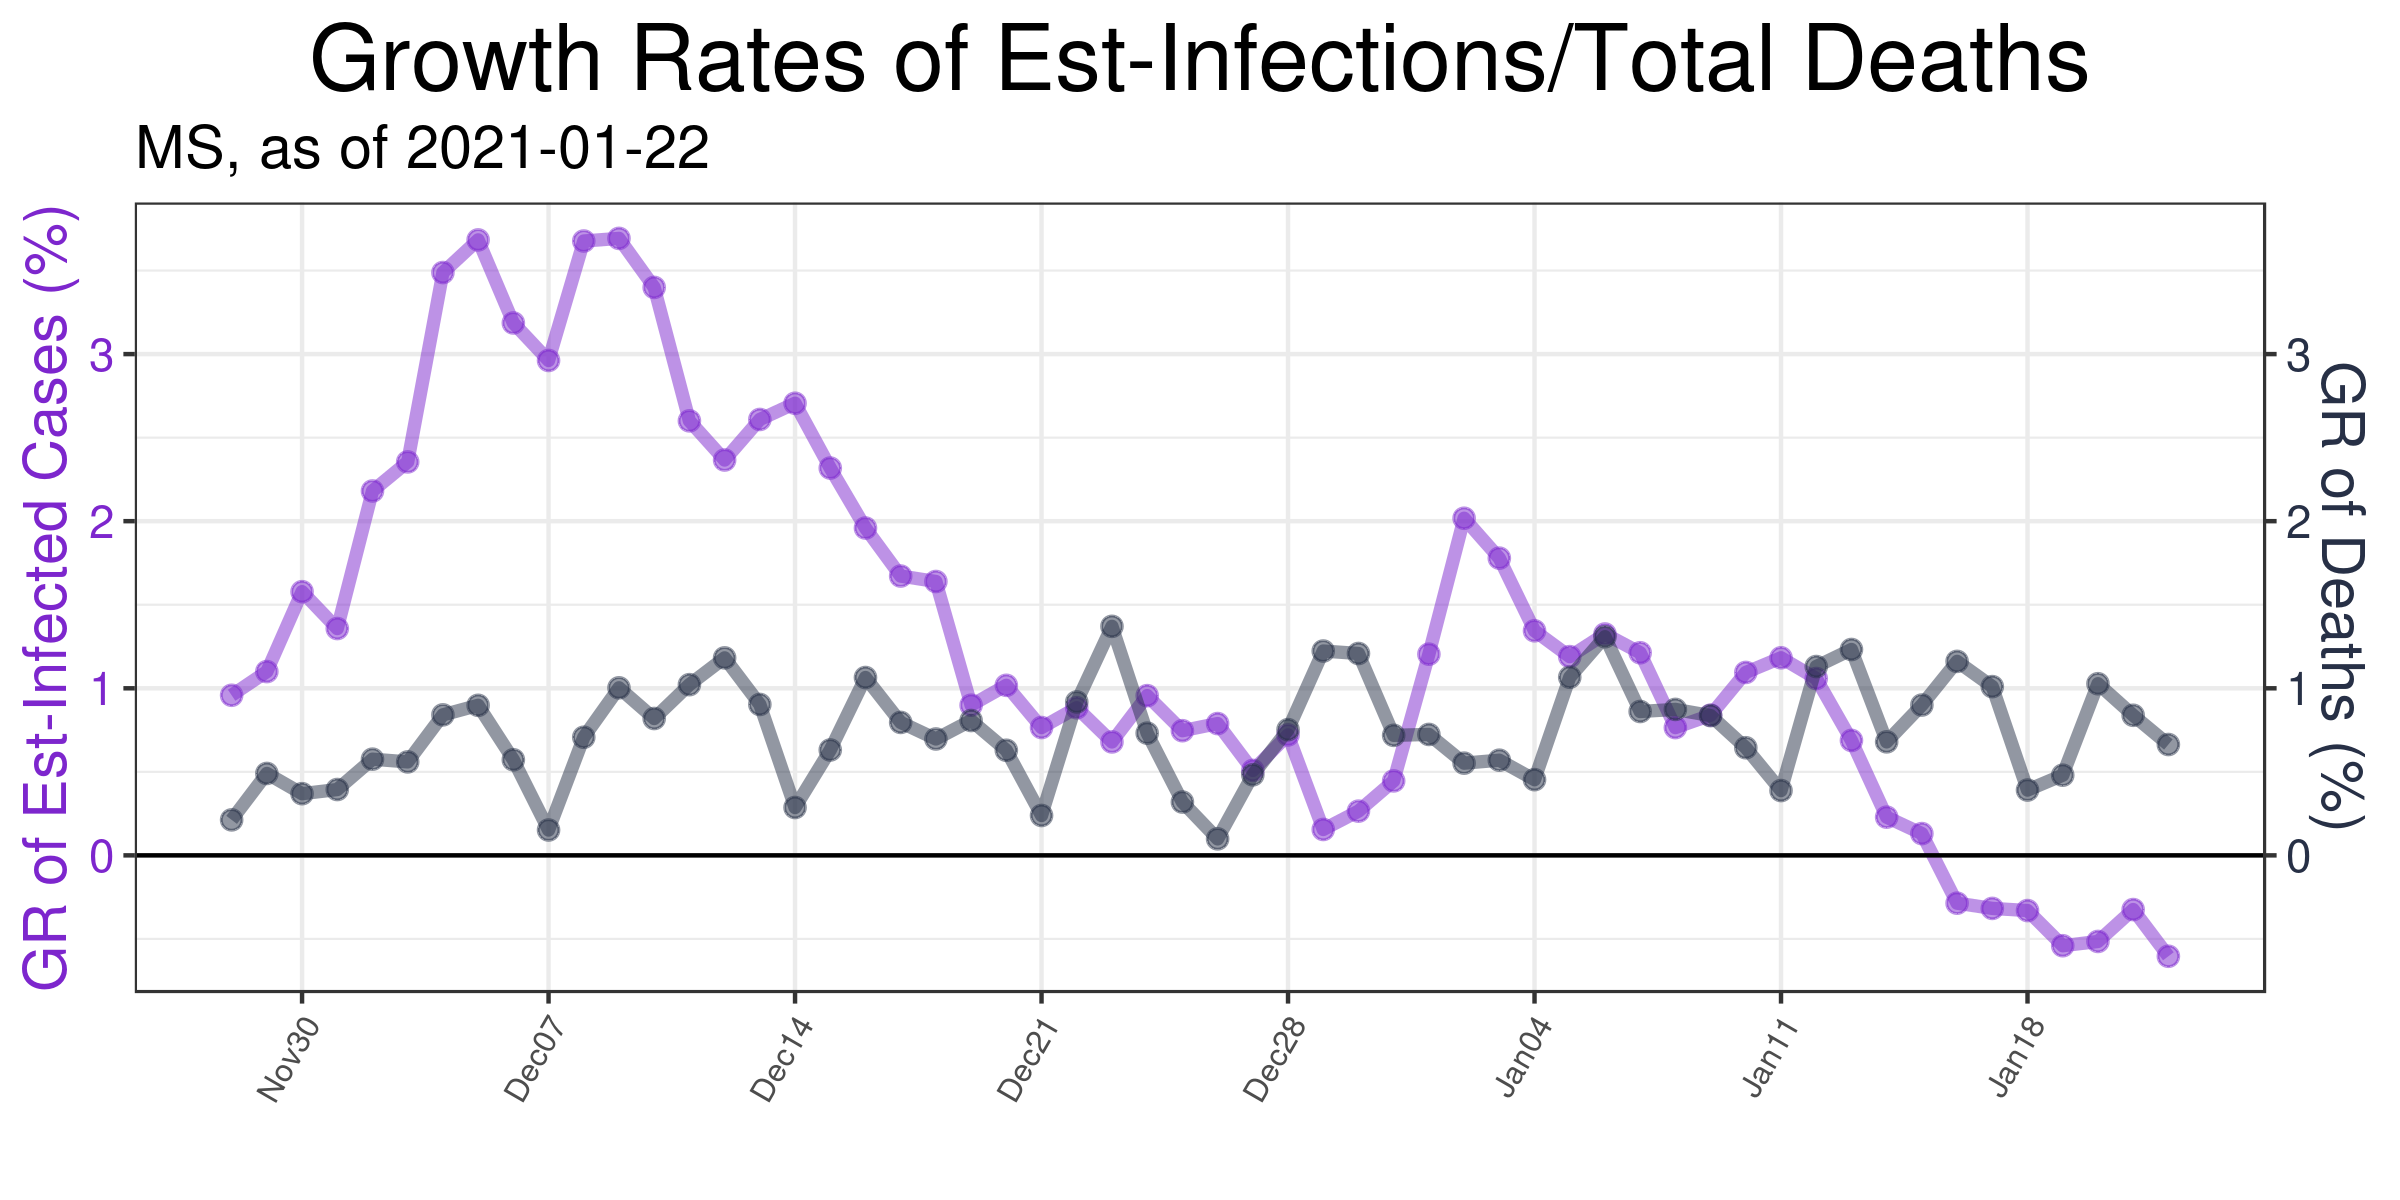 Growth Rates of Est-Infections/Total Deaths
MS, as of 2021-01-22
GR of Est-Infected Cases (%)
3
2
1
0
3
2
1
0
GR of Deaths (%)
Nov30
Dec07
Dec14
Dec21
Dec28
Jan04
Jan11
Jan18